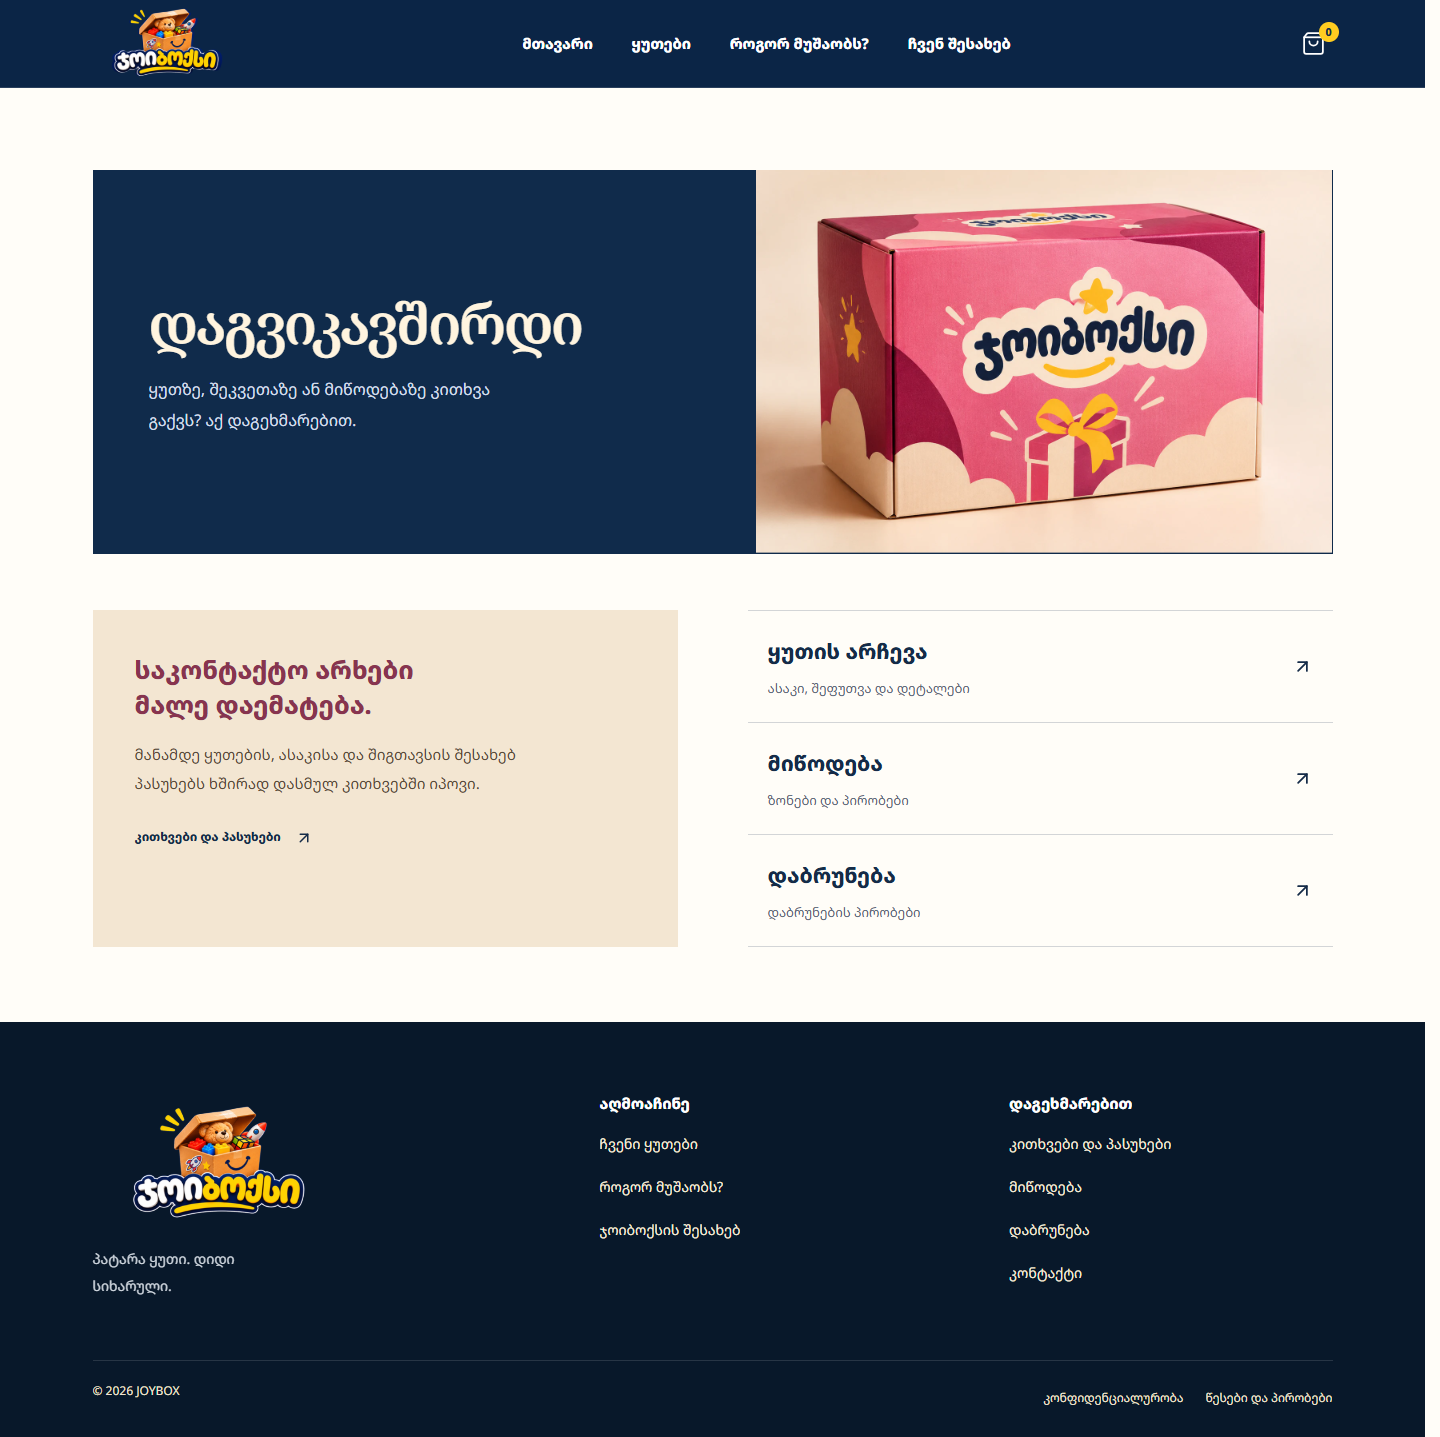 ჯოიბოქსი
მთავარი
ყუთები
როგორ მუშაობს?
ჩვენ შესახებ
0
დაგვიკავშირდი
ყუთზე, შეკვეთაზე ან მიწოდებაზე კითხვა
გაქვს? აქ დაგეხმარებით.
ჯოიბოქსი
ჯოიბოქსი
საკონტაქტო არხები
მალე დაემატება.
მანამდე ყუთების, ასაკისა და შიგთავსის შესახებ
პასუხებს ხშირად დასმულ კითხვებში იპოვი.
კითხვები და პასუხები
ყუთის არჩევა
ასაკი, შეფუთვა და დეტალები
მიწოდება
ზონები და პირობები
დაბრუნება
დაბრუნების პირობები
ჯოიბოქსი
პატარა ყუთი. დიდი
სიხარული.
აღმოაჩინე
ჩვენი ყუთები
როგორ მუშაობს?
ჯოიბოქსის შესახებ
დაგეხმარებით
კითხვები და პასუხები
მიწოდება
დაბრუნება
კონტაქტი
© 2026 JOYBOX
კონფიდენციალურობა
წესები და პირობები